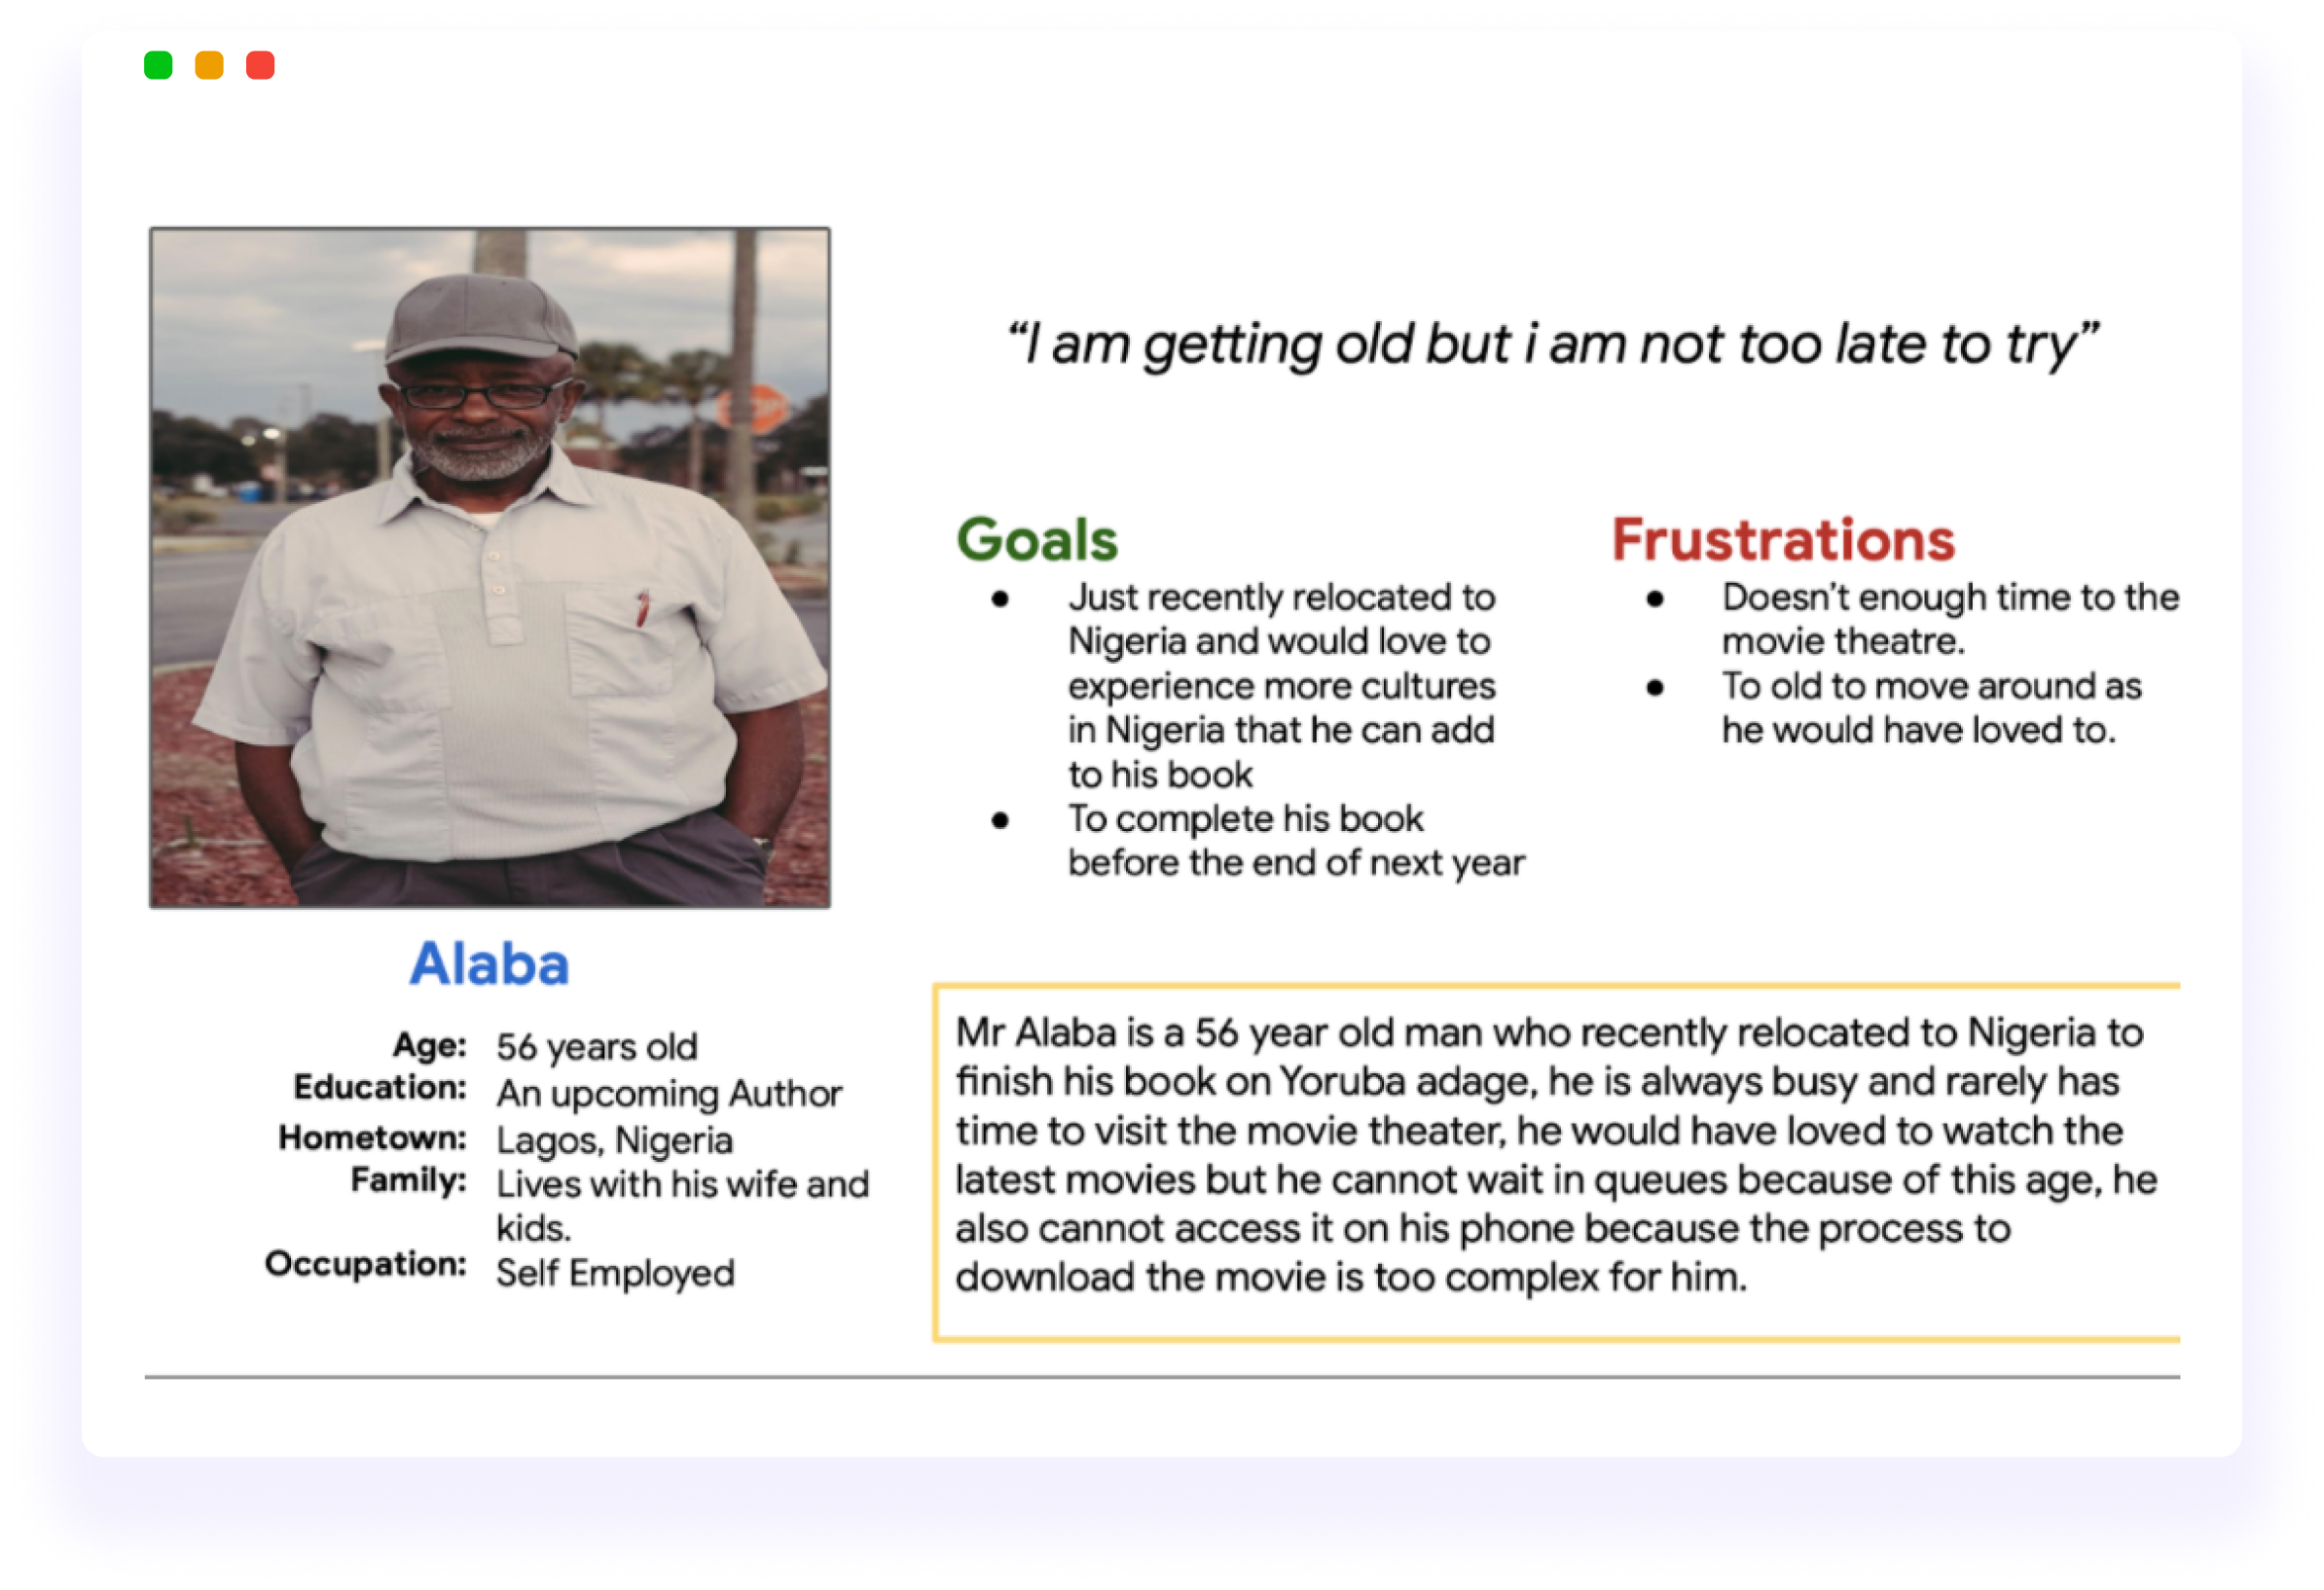 “I am getting old but i am not too late to try”
Goals
● Just recently relocated to
Nigeria and would love to
experience more cultures
in Nigeria that he can add
to his book
● To complete his book
before the end of next year
Frustrations
● Doesn’t enough time to the
movie theatre.
● To old to move around as
he would have loved to.
Alaba
Age: 56 years old
Education: An upcoming Author
Hometown: Lagos, Nigeria
Family: Lives with his wife and
kids.
Occupation: Self Employed
Mr Alaba is a 56 year old man who recently relocated to Nigeria to
finish his book on Yoruba adage, he is always busy and rarely has
time to visit the movie theater, he would have loved to watch the
latest movies but he cannot wait in queues because of this age, he
also cannot access it on his phone because the process to
download the movie is too complex for him.